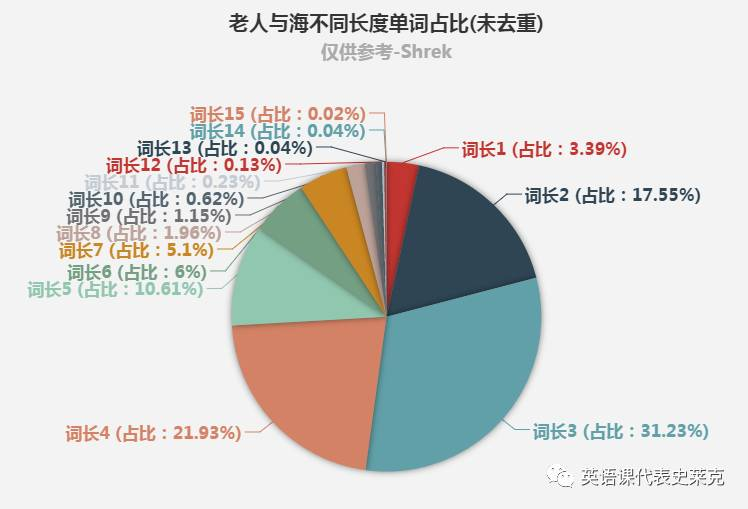 老人与海不同长度单词占比(未去重)
仅供参考-Shrek
词长15 (占比：0.02%)
词长14 (占比：0.04%)
词长13 (占比：0.04%)
词长12 (占比：0.13%)
词长11 (占比：0.23%)
词长10 (占比：0.62%)
词长9 (占比：1.15%)
词长8 (占比：1.96%)
词长7 (占比：5.1%)
词长6 (占比：6%)
词长5 (占比：10.61%)
词长4 (占比：21.93%)
词长1 (占比：3.39%)
词长2 (占比：17.55%)
词长3 (占比：31.23%)
英语课代表史莱克